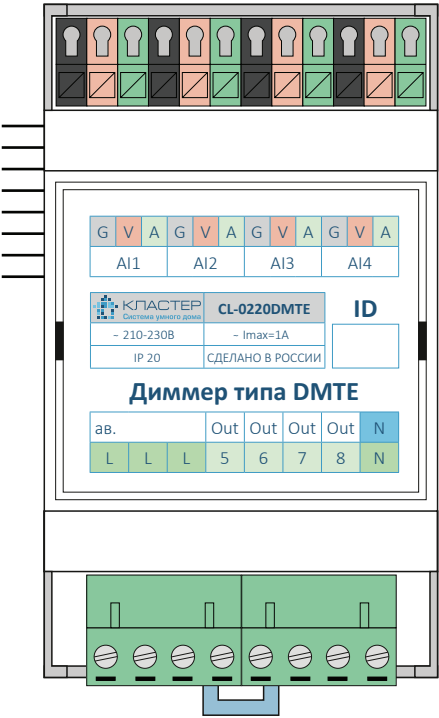 G V A G V A G V A G V A
AI1 AI2 AI3 AI4
КЛАСТЕР
Система умного дома
CL-0220DMTE
ID
~ 210-230В ~ Imax=1A
IP 20 СДЕЛАНО В РОССИИ
Диммер типа DMTE
ав. Out Out Out Out N
L L L 5 6 7 8 N